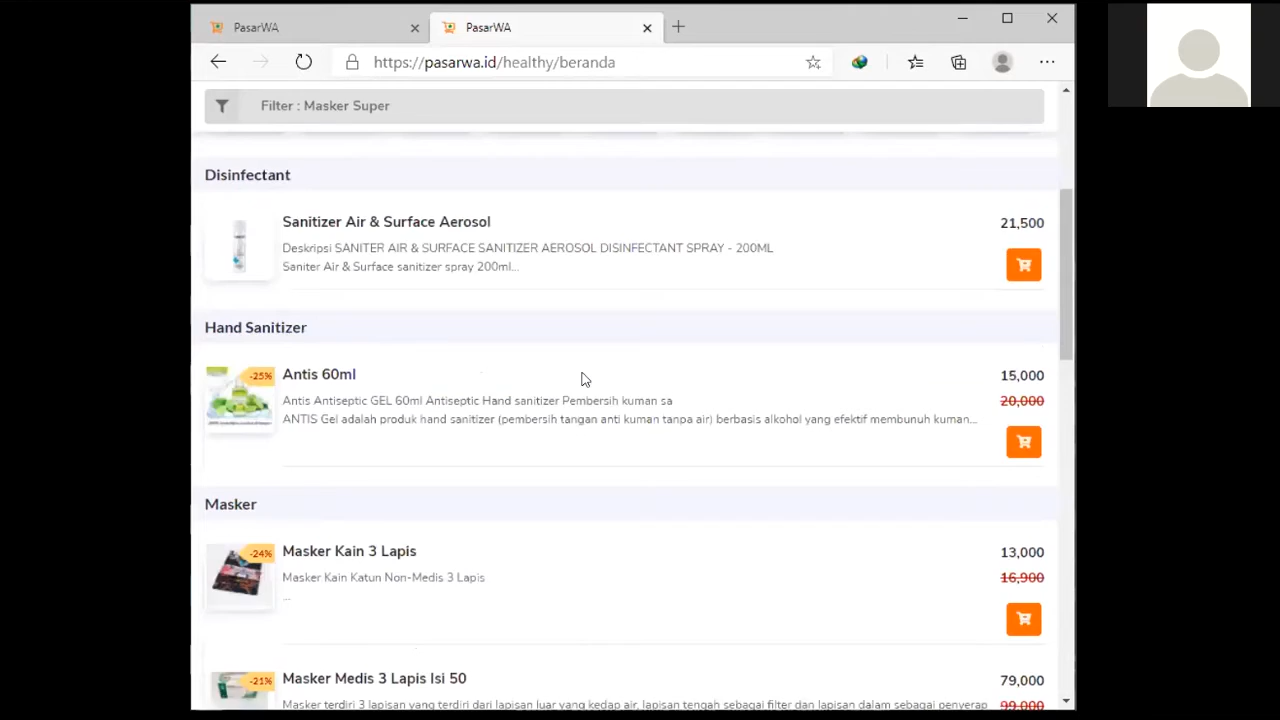 PasarWA
PasarWA
https://pasarwa.id/healthy/beranda
Filter : Masker Super
Disinfectant
Sanitizer Air & Surface Aerosol
21,500
Deskripsi SANITER AIR & SURFACE SANITIZER AEROSOL DISINFECTANT SPRAY - 200ML
Saniter Air & Surface sanitizer spray 200ml...
Hand Sanitizer
-25%
Antis 60ml
15,000
Antis Antiseptic GEL 60ml Antiseptic Hand sanitizer Pembersih kuman sa
20,000
ANTIS Gel adalah produk hand sanitizer (pembersih tangan anti kuman tanpa air) berbasis alkohol yang efektif membunuh kuman...
Masker
-24%
Masker Kain 3 Lapis
13,000
Masker Kain Katun Non-Medis 3 Lapis
16,900
...
-21%
Masker Medis 3 Lapis Isi 50
79,000
Masker terdiri 3 lapisan yang terdiri dari lapisan luar yang kedap air, lapisan tengah sebagai filter dan lapisan dalam sebagai penyerap
99,000